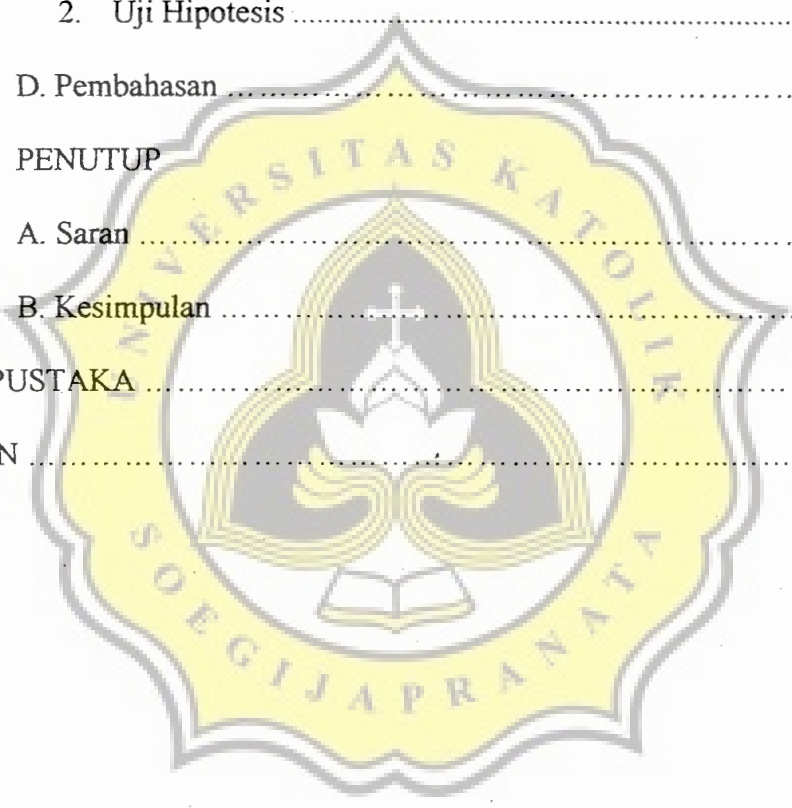 2. Uji Hipotesis ........................................................
D. Pembahasan ........................................................
PENUTUP
A. Saran ........................................................
B. Kesimpulan ........................................................
PUSTAKA ........................................................
N ........................................................
UNIVERSITAS KATOLIK
SOEGIJAPRANATA